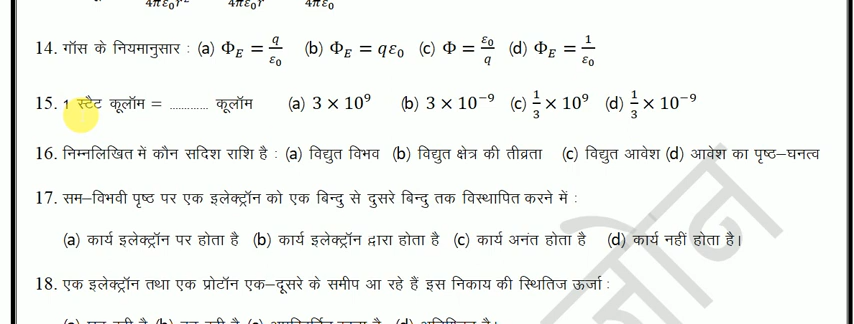 14. गॉस के नियमानुसार : (a) Φ_E = q/ε₀ (b) Φ_E = qε₀ (c) Φ = ε₀/q (d) Φ_E = 1/ε₀
15. 1 स्टैट कूलॉम = ............ कूलॉम (a) 3 × 10⁹ (b) 3 × 10⁻⁹ (c) 1/3 × 10⁹ (d) 1/3 × 10⁻⁹
16. निम्नलिखित में कौन सदिश राशि है : (a) विद्युत विभव (b) विद्युत क्षेत्र की तीव्रता (c) विद्युत आवेश (d) आवेश का पृष्ठ–घनत्व
17. सम–विभवी पृष्ठ पर एक इलेक्ट्रॉन को एक बिन्दु से दुसरे बिन्दु तक विस्थापित करने में :
(a) कार्य इलेक्ट्रॉन पर होता है (b) कार्य इलेक्ट्रॉन द्वारा होता है (c) कार्य अनंत होता है (d) कार्य नहीं होता है।
18. एक इलेक्ट्रॉन तथा एक प्रोटॉन एक–दूसरे के समीप आ रहे हैं इस निकाय की स्थितिज ऊर्जा :